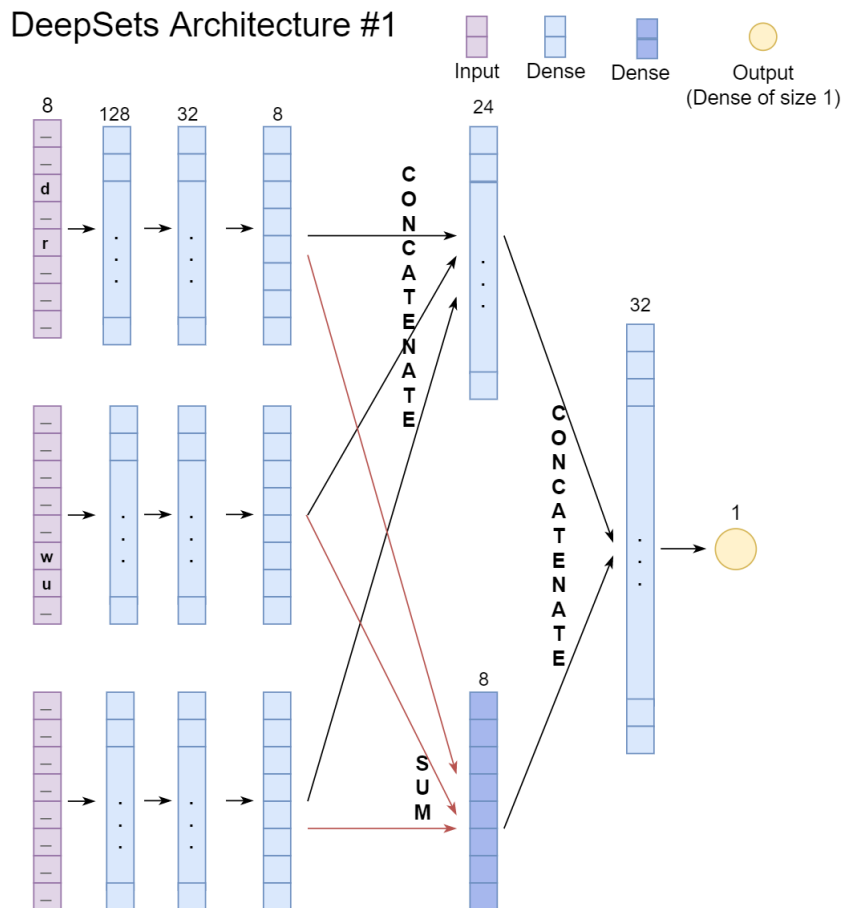 DeepSets Architecture #1
Input
Dense
Dense
Output
(Dense of size 1)
8
128
32
8
24
_
_
d
_
r
_
_
_
CONCATENATE
32
_
_
_
_
_
w
u
_
CONCATENATE
1
8
_
_
_
_
_
_
_
_
SUM